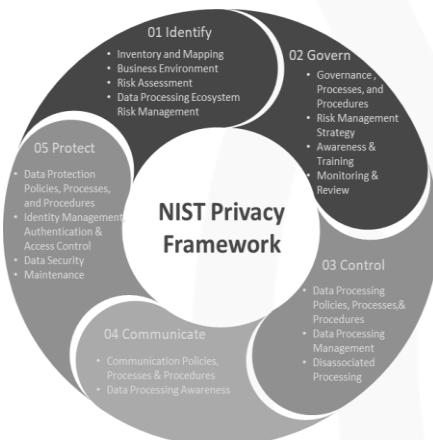 01 Identify
• Inventory and Mapping
• Business Environment
• Risk Assessment
• Data Processing Ecosystem
Risk Management
02 Govern
• Governance ,
Processes, and
Procedures
• Risk Management
Strategy
• Awareness &
Training
• Monitoring &
Review
03 Control
• Data Processing
Policies, Processes,&
Procedures
• Data Processing
Management
• Disassociated
Processing
04 Communicate
• Communication Policies,
Processes & Procedures
• Data Processing Awareness
05 Protect
• Data Protection
Policies, Processes,
and Procedures
• Identity Management,
Authentication &
Access Control
• Data Security
• Maintenance
NIST Privacy
Framework